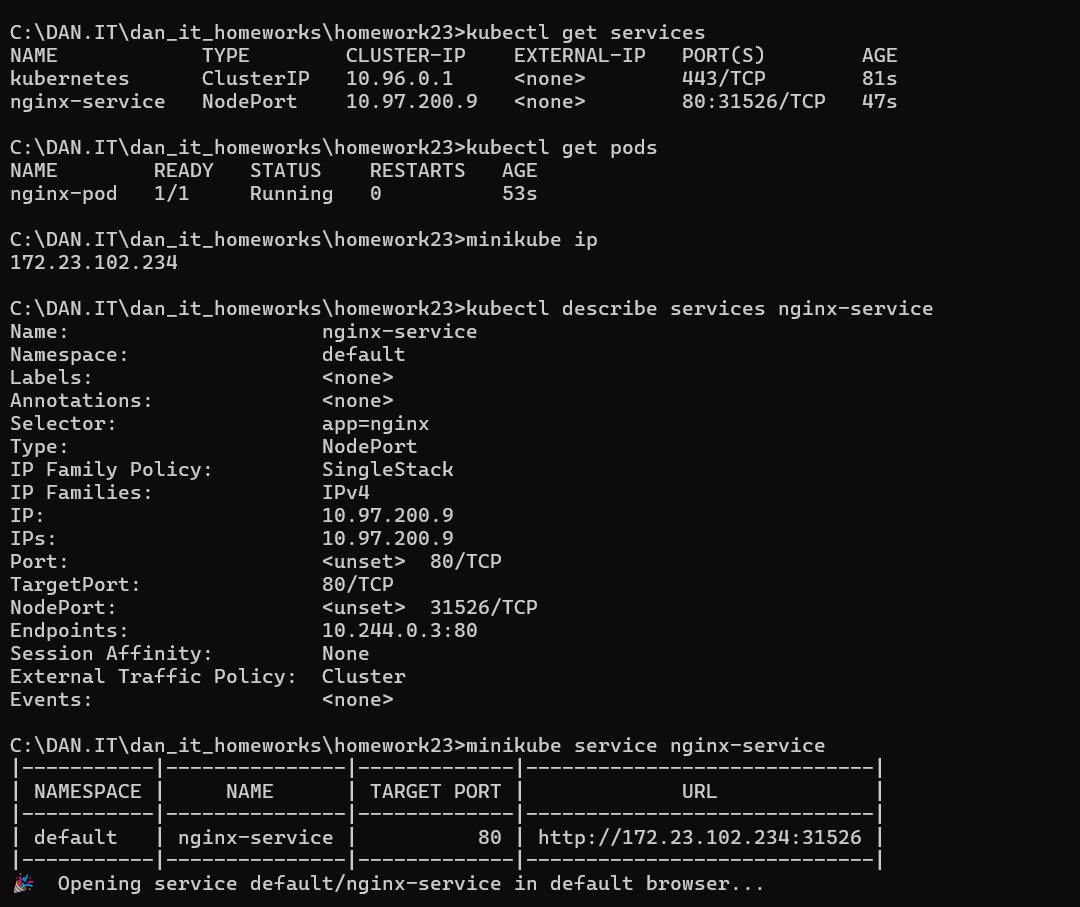 C:\DAN.IT\dan_it_homeworks\homework23>kubectl get services
NAME            TYPE        CLUSTER-IP    EXTERNAL-IP   PORT(S)        AGE
kubernetes      ClusterIP   10.96.0.1     <none>        443/TCP        81s
nginx-service   NodePort    10.97.200.9   <none>        80:31526/TCP   47s

C:\DAN.IT\dan_it_homeworks\homework23>kubectl get pods
NAME        READY   STATUS    RESTARTS   AGE
nginx-pod   1/1     Running   0          53s

C:\DAN.IT\dan_it_homeworks\homework23>minikube ip
172.23.102.234

C:\DAN.IT\dan_it_homeworks\homework23>kubectl describe services nginx-service
Name:                     nginx-service
Namespace:                default
Labels:                   <none>
Annotations:              <none>
Selector:                 app=nginx
Type:                     NodePort
IP Family Policy:         SingleStack
IP Families:              IPv4
IP:                       10.97.200.9
IPs:                      10.97.200.9
Port:                     <unset>  80/TCP
TargetPort:               80/TCP
NodePort:                 <unset>  31526/TCP
Endpoints:                10.244.0.3:80
Session Affinity:         None
External Traffic Policy:  Cluster
Events:                   <none>

C:\DAN.IT\dan_it_homeworks\homework23>minikube service nginx-service
|-----------|---------------|-------------|-----------------------------|
| NAMESPACE |     NAME      | TARGET PORT |             URL             |
|-----------|---------------|-------------|-----------------------------|
| default   | nginx-service |          80 | http://172.23.102.234:31526 |
|-----------|---------------|-------------|-----------------------------|
🎉  Opening service default/nginx-service in default browser...